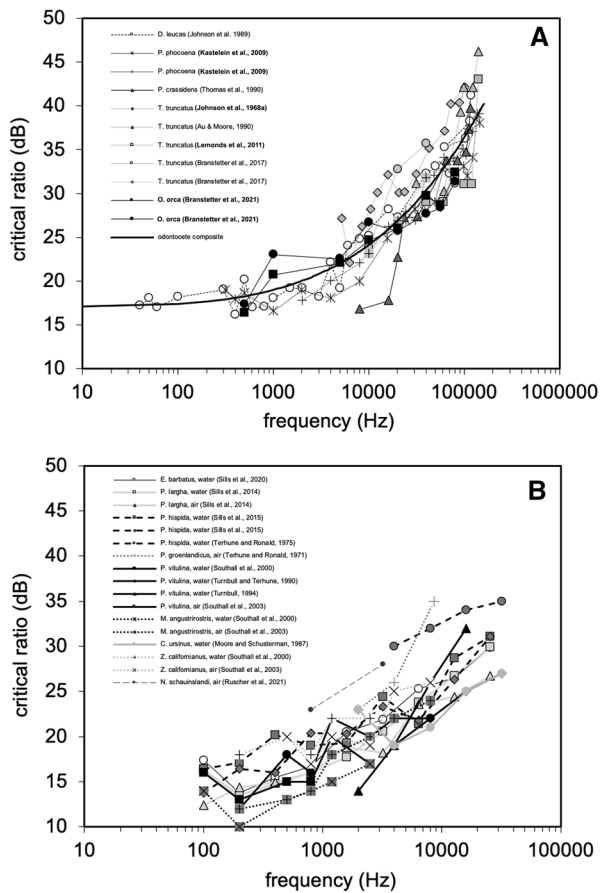 A
D. leucas (Johnson et al. 1989)
P. phocoena (Kastelein et al., 2009)
P. phocoena (Kastelein et al., 2009)
P. crassidens (Thomas et al., 1990)
T. truncatus (Johnson et al., 1968a)
T. truncatus (Au & Moore, 1990)
T. truncatus (Lemonds et al., 2011)
T. truncatus (Branstetter et al., 2017)
T. truncatus (Branstetter et al., 2017)
O. orca (Branstetter et al., 2021)
O. orca (Branstetter et al., 2021)
odontocete composite
critical ratio (dB)
50
45
40
35
30
25
20
15
10
10 100 1000 10000 100000 1000000
frequency (Hz)
B
E. barbatus, water (Sills et al., 2020)
P. largha, water (Sills et al., 2014)
P. largha, air (Sills et al., 2014)
P. hispida, water (Sills et al., 2015)
P. hispida, water (Sills et al., 2015)
P. hispida, water (Terhune and Ronald, 1975)
P. groenlandicus, air (Terhune and Ronald, 1971)
P. vitulina, water (Southall et al., 2000)
P. vitulina, water (Turnbull and Terhune, 1990)
P. vitulina, water (Turnbull, 1994)
P. vitulina, air (Southall et al., 2003)
M. angustrirostris, water (Southall et al., 2000)
M. angustrirostris, air (Southall et al., 2003)
C. ursinus, water (Moore and Schusterman, 1987)
Z. californianus, water (Southall et al., 2000)
Z. californianus, air (Southall et al., 2003)
N. schauinslandi, air (Ruscher et al., 2021)
critical ratio (dB)
50
45
40
35
30
25
20
15
10
10 100 1000 10000 100000
frequency (Hz)